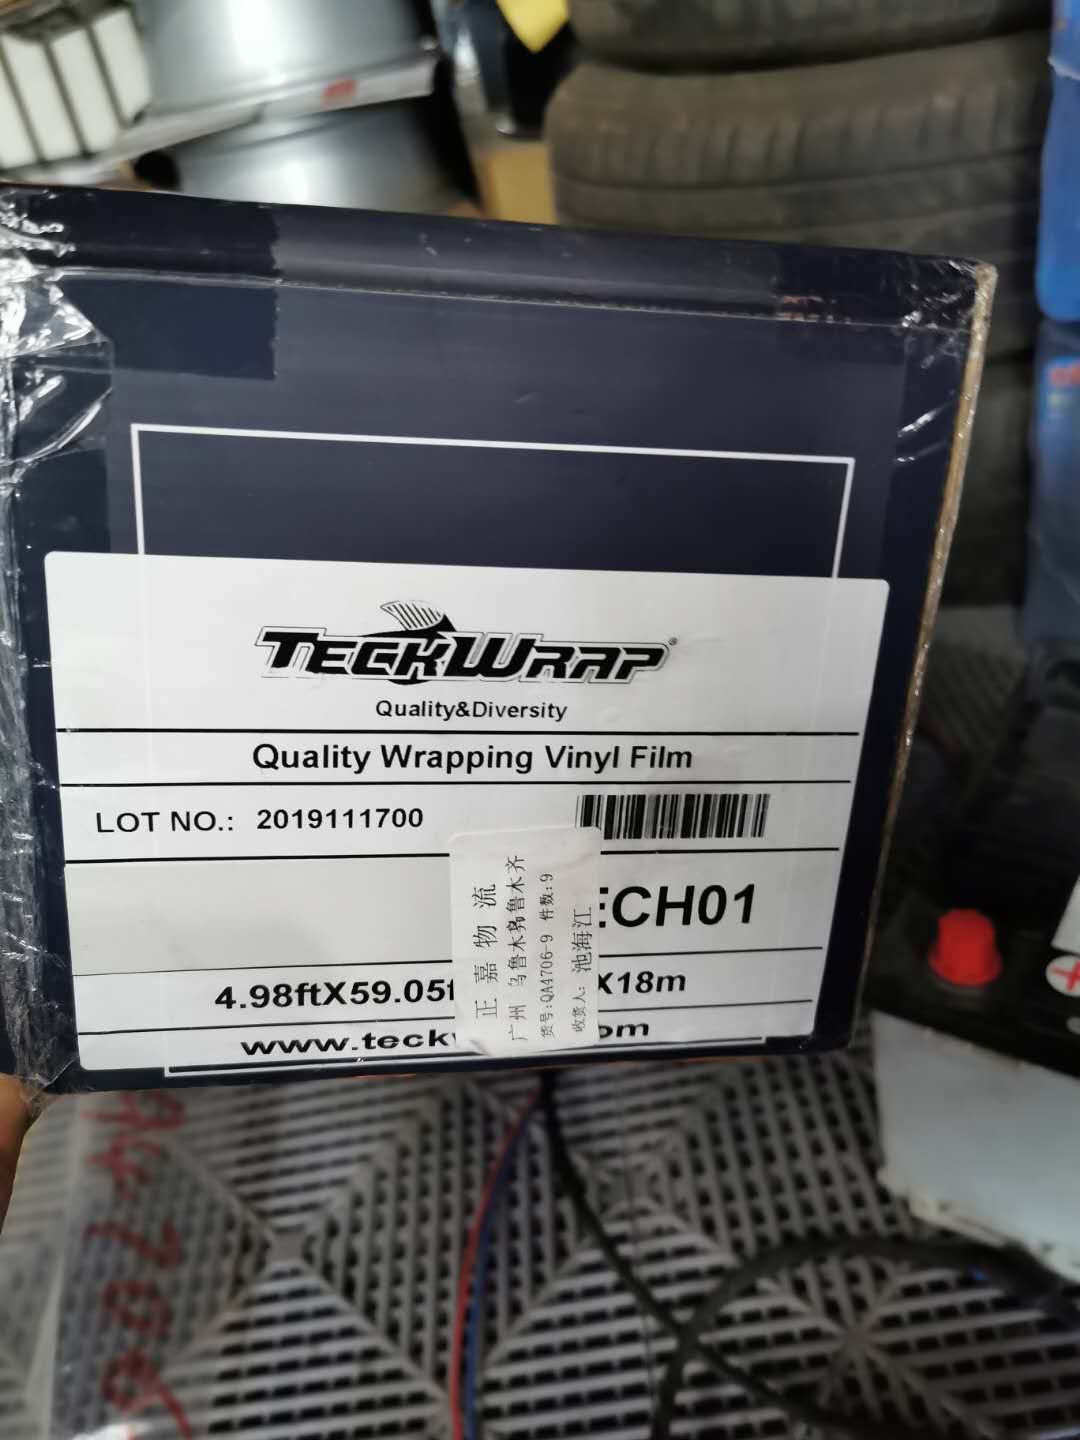 TECKWRAP®
Quality&Diversity
Quality Wrapping Vinyl Film
LOT NO.: 2019111700
ECH01
4.98ftX59.05f
X18m
www.teck
om
正嘉物流
广州 乌鲁木齐
货号:QA4706-9 件数:9
收货人: 池海江